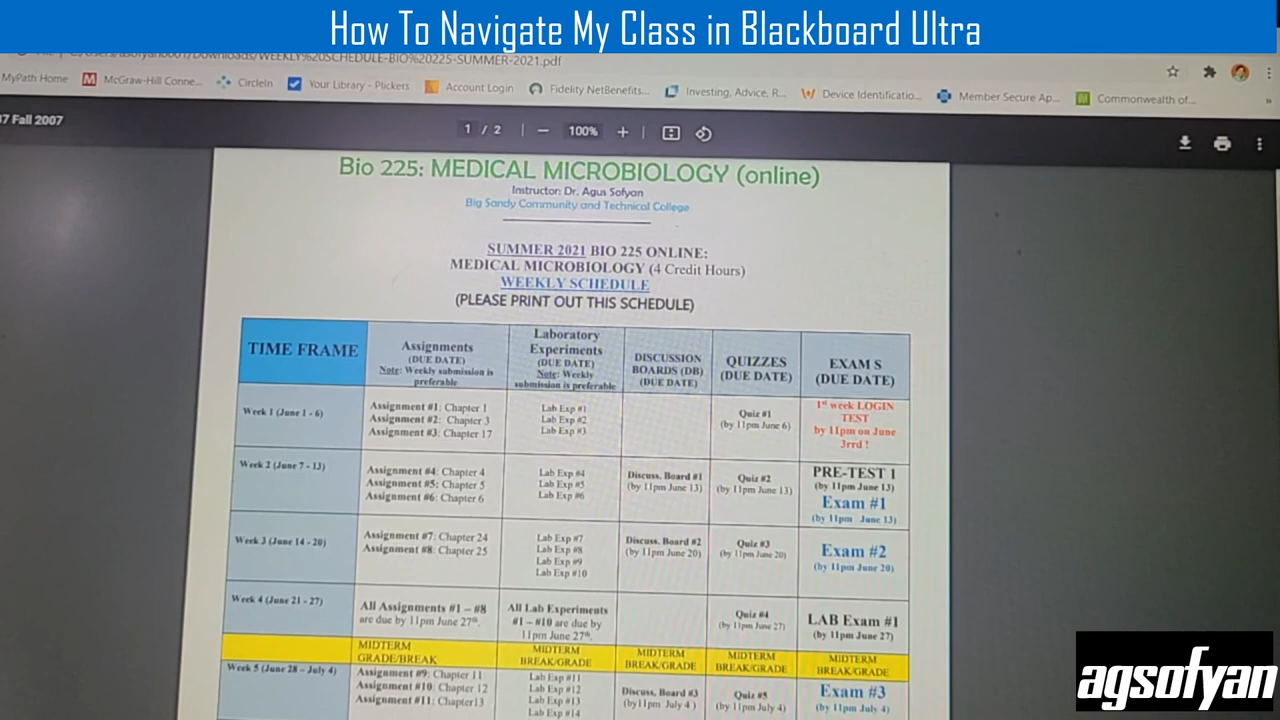 How To Navigate My Class in Blackboard Ultra
WEEKLY%20SCHEDULE-BIO%20225-SUMMER-2021.pdf
MyPath Home
McGraw-Hill Conne...
CircleIn
Your Library - Plickers
Account Login
Fidelity NetBenefits...
Investing, Advice, R...
Device Identificatio...
Member Secure Ap...
Commonwealth of...
»
7 Fall 2007
1 / 2
100%
Bio 225: MEDICAL MICROBIOLOGY (online)
Instructor: Dr. Agus Sofyan
Big Sandy Community and Technical College
SUMMER 2021 BIO 225 ONLINE:
MEDICAL MICROBIOLOGY (4 Credit Hours)
WEEKLY SCHEDULE
(PLEASE PRINT OUT THIS SCHEDULE)
TIME FRAME
Assignments
(DUE DATE)
Note: Weekly submission is
preferable
Laboratory
Experiments
(DUE DATE)
Note: Weekly
submission is preferable
DISCUSSION
BOARDS (DB)
(DUE DATE)
QUIZZES
(DUE DATE)
EXAM S
(DUE DATE)
Week 1 (June 1 - 6)
Assignment #1: Chapter 1
Assignment #2: Chapter 3
Assignment #3: Chapter 17
Lab Exp #1
Lab Exp #2
Lab Exp #3
Quiz #1
(by 11pm June 6)
1st week LOGIN
TEST
by 11pm on June
3rrd !
Week 2 (June 7 - 13)
Assignment #4: Chapter 4
Assignment #5: Chapter 5
Assignment #6: Chapter 6
Lab Exp #4
Lab Exp #5
Lab Exp #6
Discuss. Board #1
(by 11pm June 13)
Quiz #2
(by 11pm June 13)
PRE-TEST 1
(by 11pm June 13)
Exam #1
(by 11pm June 13)
Week 3 (June 14 - 20)
Assignment #7: Chapter 24
Assignment #8: Chapter 25
Lab Exp #7
Lab Exp #8
Lab Exp #9
Lab Exp #10
Discuss. Board #2
(by 11pm June 20)
Quiz #3
(by 11pm June 20)
Exam #2
(by 11pm June 20)
Week 4 (June 21 - 27)
All Assignments #1 – #8
are due by 11pm June 27th.
All Lab Experiments
#1 – #10 are due by
11pm June 27th.
Quiz #4
(by 11pm June 27)
LAB Exam #1
(by 11pm June 27)
MIDTERM
GRADE/BREAK
MIDTERM
BREAK/GRADE
MIDTERM
BREAK/GRADE
MIDTERM
BREAK/GRADE
MIDTERM
BREAK/GRADE
Week 5 (June 28 - July 4)
Assignment #9: Chapter 11
Assignment #10: Chapter 12
Assignment #11: Chapter13
Lab Exp #11
Lab Exp #12
Lab Exp #13
Lab Exp #14
Discuss. Board #3
(by11pm July 4 )
Quiz #5
(by 11pm July 4)
Exam #3
(by 11pm July 4)
agsofyan